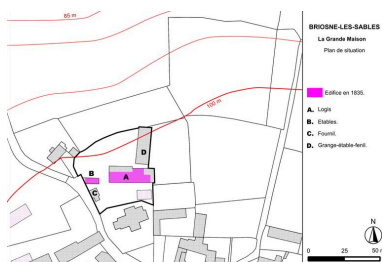 BRIOSNE-LES-SABLES
La Grande Maison
Plan de situation
Edifice en 1835.
A. Logis
B. Etables.
C. Fournil.
D. Grange-étable-fenil.
85 m
100 m
D
B
A
C
N
0 25 50 m